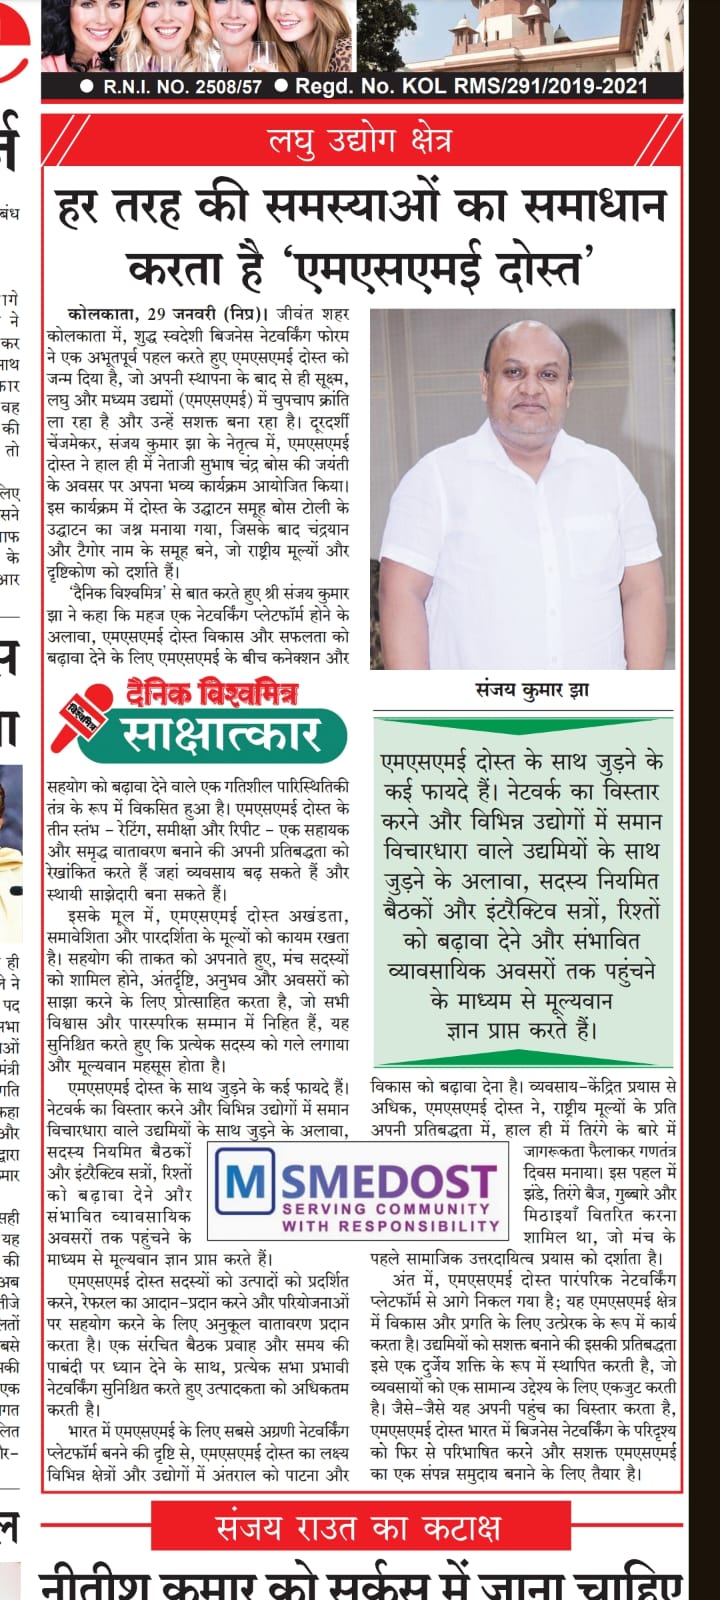 ● R.N.I. NO. 2508/57 ● Regd. No. KOL RMS/291/2019-2021
लघु उद्योग क्षेत्र
हर तरह की समस्याओं का समाधान
करता है ‘एमएसएमई दोस्त’
कोलकाता, 29 जनवरी (निप्र)। जीवंत शहर
कोलकाता में, शुद्ध स्वदेशी बिजनेस नेटवर्किंग फोरम
ने एक अभूतपूर्व पहल करते हुए एमएसएमई दोस्त को
जन्म दिया है, जो अपनी स्थापना के बाद से ही सूक्ष्म,
लघु और मध्यम उद्यमों (एमएसएमई) में चुपचाप क्रांति
ला रहा है और उन्हें सशक्त बना रहा है। दूरदर्शी
चेंजमेकर, संजय कुमार झा के नेतृत्व में, एमएसएमई
दोस्त ने हाल ही में नेताजी सुभाष चंद्र बोस की जयंती
के अवसर पर अपना भव्य कार्यक्रम आयोजित किया।
इस कार्यक्रम में दोस्त के उद्घाटन समूह बोस टोली के
उद्घाटन का जश्न मनाया गया, जिसके बाद चंद्रयान
और टैगोर नाम के समूह बने, जो राष्ट्रीय मूल्यों और
दृष्टिकोण को दर्शाते हैं।
‘दैनिक विश्वमित्र’ से बात करते हुए श्री संजय कुमार
झा ने कहा कि महज एक नेटवर्किंग प्लेटफॉर्म होने के
अलावा, एमएसएमई दोस्त विकास और सफलता को
बढ़ावा देने के लिए एमएसएमई के बीच कनेक्शन और
विश्वमित्र
दैनिक विश्वमित्र
साक्षात्कार
सहयोग को बढ़ावा देने वाले एक गतिशील पारिस्थितिकी
तंत्र के रूप में विकसित हुआ है। एमएसएमई दोस्त के
तीन स्तंभ - रेटिंग, समीक्षा और रिपीट - एक सहायक
और समृद्ध वातावरण बनाने की अपनी प्रतिबद्धता को
रेखांकित करते हैं जहां व्यवसाय बढ़ सकते हैं और
स्थायी साझेदारी बना सकते हैं।
इसके मूल में, एमएसएमई दोस्त अखंडता,
समावेशिता और पारदर्शिता के मूल्यों को कायम रखता
है। सहयोग की ताकत को अपनाते हुए, मंच सदस्यों
को शामिल होने, अंतर्दृष्टि, अनुभव और अवसरों को
साझा करने के लिए प्रोत्साहित करता है, जो सभी
विश्वास और पारस्परिक सम्मान में निहित हैं, यह
सुनिश्चित करते हुए कि प्रत्येक सदस्य को गले लगाया
और मूल्यवान महसूस होता है।
एमएसएमई दोस्त के साथ जुड़ने के कई फायदे हैं।
नेटवर्क का विस्तार करने और विभिन्न उद्योगों में समान
विचारधारा वाले उद्यमियों के साथ जुड़ने के अलावा,
सदस्य नियमित बैठकों
और इंटरैक्टिव सत्रों, रिश्तों
को बढ़ावा देने और
संभावित व्यावसायिक
अवसरों तक पहुंचने के
माध्यम से मूल्यवान ज्ञान प्राप्त करते हैं।
एमएसएमई दोस्त सदस्यों को उत्पादों को प्रदर्शित
करने, रेफरल का आदान-प्रदान करने और परियोजनाओं
पर सहयोग करने के लिए अनुकूल वातावरण प्रदान
करता है। एक संरचित बैठक प्रवाह और समय की
पाबंदी पर ध्यान देने के साथ, प्रत्येक सभा प्रभावी
नेटवर्किंग सुनिश्चित करते हुए उत्पादकता को अधिकतम
करती है।
भारत में एमएसएमई के लिए सबसे अग्रणी नेटवर्किंग
प्लेटफॉर्म बनने की दृष्टि से, एमएसएमई दोस्त का लक्ष्य
विभिन्न क्षेत्रों और उद्योगों में अंतराल को पाटना और
संजय कुमार झा
एमएसएमई दोस्त के साथ जुड़ने के
कई फायदे हैं। नेटवर्क का विस्तार
करने और विभिन्न उद्योगों में समान
विचारधारा वाले उद्यमियों के साथ
जुड़ने के अलावा, सदस्य नियमित
बैठकों और इंटरैक्टिव सत्रों, रिश्तों
को बढ़ावा देने और संभावित
व्यावसायिक अवसरों तक पहुंचने
के माध्यम से मूल्यवान
ज्ञान प्राप्त करते हैं।
विकास को बढ़ावा देना है। व्यवसाय-केंद्रित प्रयास से
अधिक, एमएसएमई दोस्त ने, राष्ट्रीय मूल्यों के प्रति
अपनी प्रतिबद्धता में, हाल ही में तिरंगे के बारे में
जागरूकता फैलाकर गणतंत्र
दिवस मनाया। इस पहल में
झंडे, तिरंगे बैज, गुब्बारे और
मिठाइयाँ वितरित करना
शामिल था, जो मंच के
पहले सामाजिक उत्तरदायित्व प्रयास को दर्शाता है।
अंत में, एमएसएमई दोस्त पारंपरिक नेटवर्किंग
प्लेटफॉर्म से आगे निकल गया है; यह एमएसएमई क्षेत्र
में विकास और प्रगति के लिए उत्प्रेरक के रूप में कार्य
करता है। उद्यमियों को सशक्त बनाने की इसकी प्रतिबद्धता
इसे एक दुर्जेय शक्ति के रूप में स्थापित करती है, जो
व्यवसायों को एक सामान्य उद्देश्य के लिए एकजुट करती
है। जैसे-जैसे यह अपनी पहुंच का विस्तार करता है,
एमएसएमई दोस्त भारत में बिजनेस नेटवर्किंग के परिदृश्य
को फिर से परिभाषित करने और सशक्त एमएसएमई
का एक संपन्न समुदाय बनाने के लिए तैयार है।
M SMEDOST
SERVING COMMUNITY
WITH RESPONSIBILITY
संजय राउत का कटाक्ष
नीतीश कुमार को सर्कस में जाना चाहिए